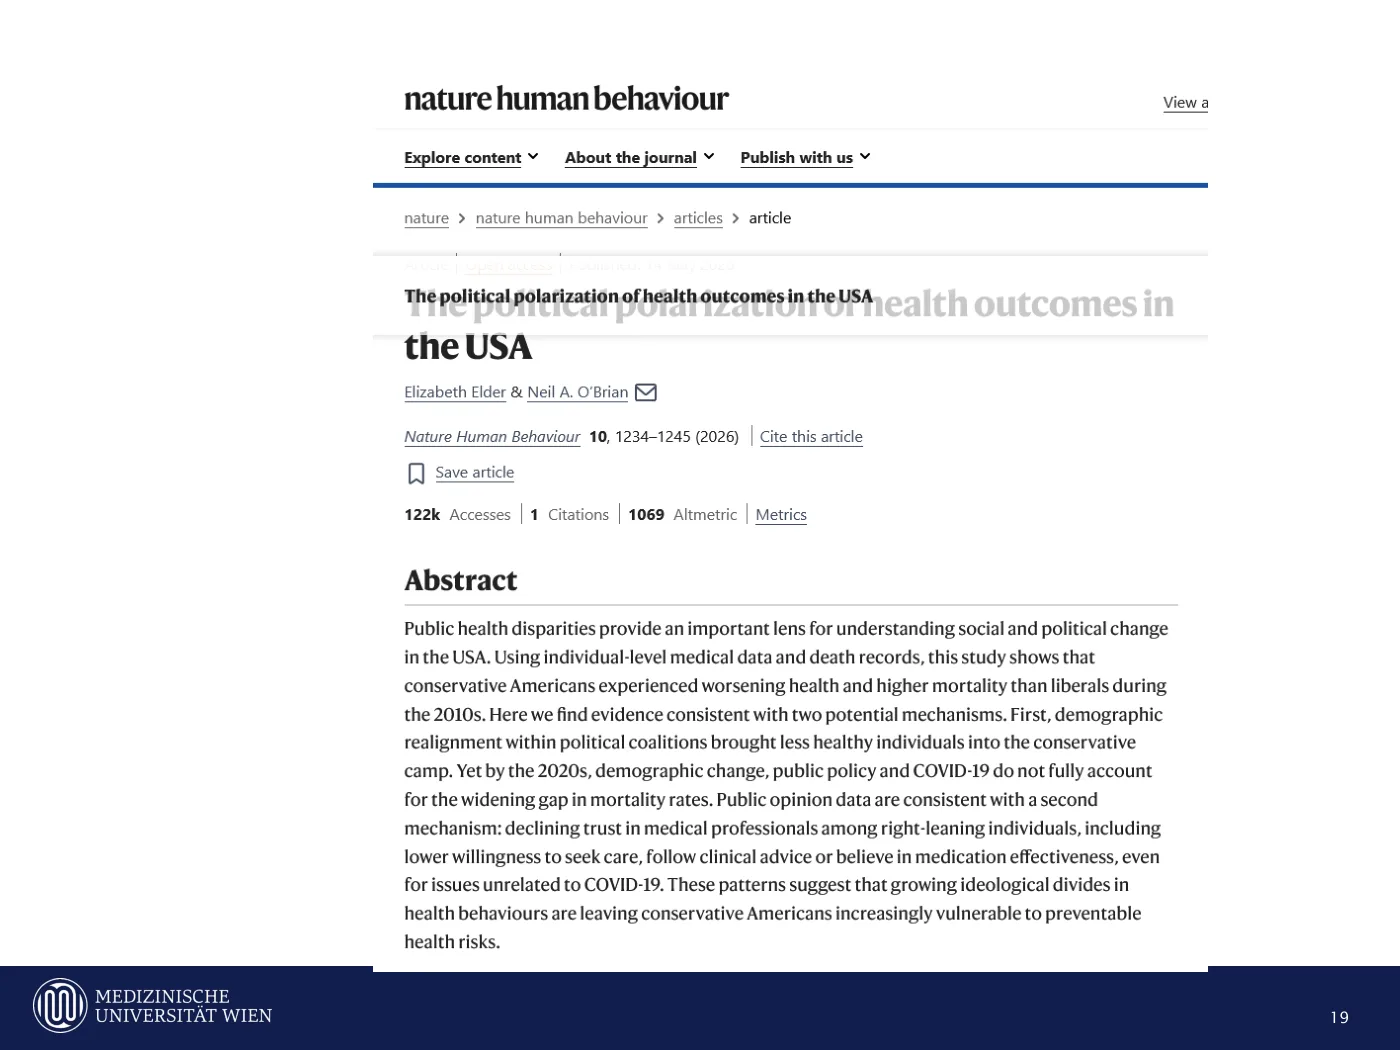 nature human behaviour
View a
Explore content
About the journal
Publish with us
nature > nature human behaviour > articles > article
The political polarization of health outcomes in the USA
The political polarization of health outcomes in
the USA
Elizabeth Elder & Neil A. O'Brian
Nature Human Behaviour 10, 1234–1245 (2026) | Cite this article
Save article
122k Accesses | 1 Citations | 1069 Altmetric | Metrics
Abstract
Public health disparities provide an important lens for understanding social and political change
in the USA. Using individual-level medical data and death records, this study shows that
conservative Americans experienced worsening health and higher mortality than liberals during
the 2010s. Here we find evidence consistent with two potential mechanisms. First, demographic
realignment within political coalitions brought less healthy individuals into the conservative
camp. Yet by the 2020s, demographic change, public policy and COVID-19 do not fully account
for the widening gap in mortality rates. Public opinion data are consistent with a second
mechanism: declining trust in medical professionals among right-leaning individuals, including
lower willingness to seek care, follow clinical advice or believe in medication effectiveness, even
for issues unrelated to COVID-19. These patterns suggest that growing ideological divides in
health behaviours are leaving conservative Americans increasingly vulnerable to preventable
health risks.
MEDIZINISCHE
UNIVERSITÄT WIEN
19